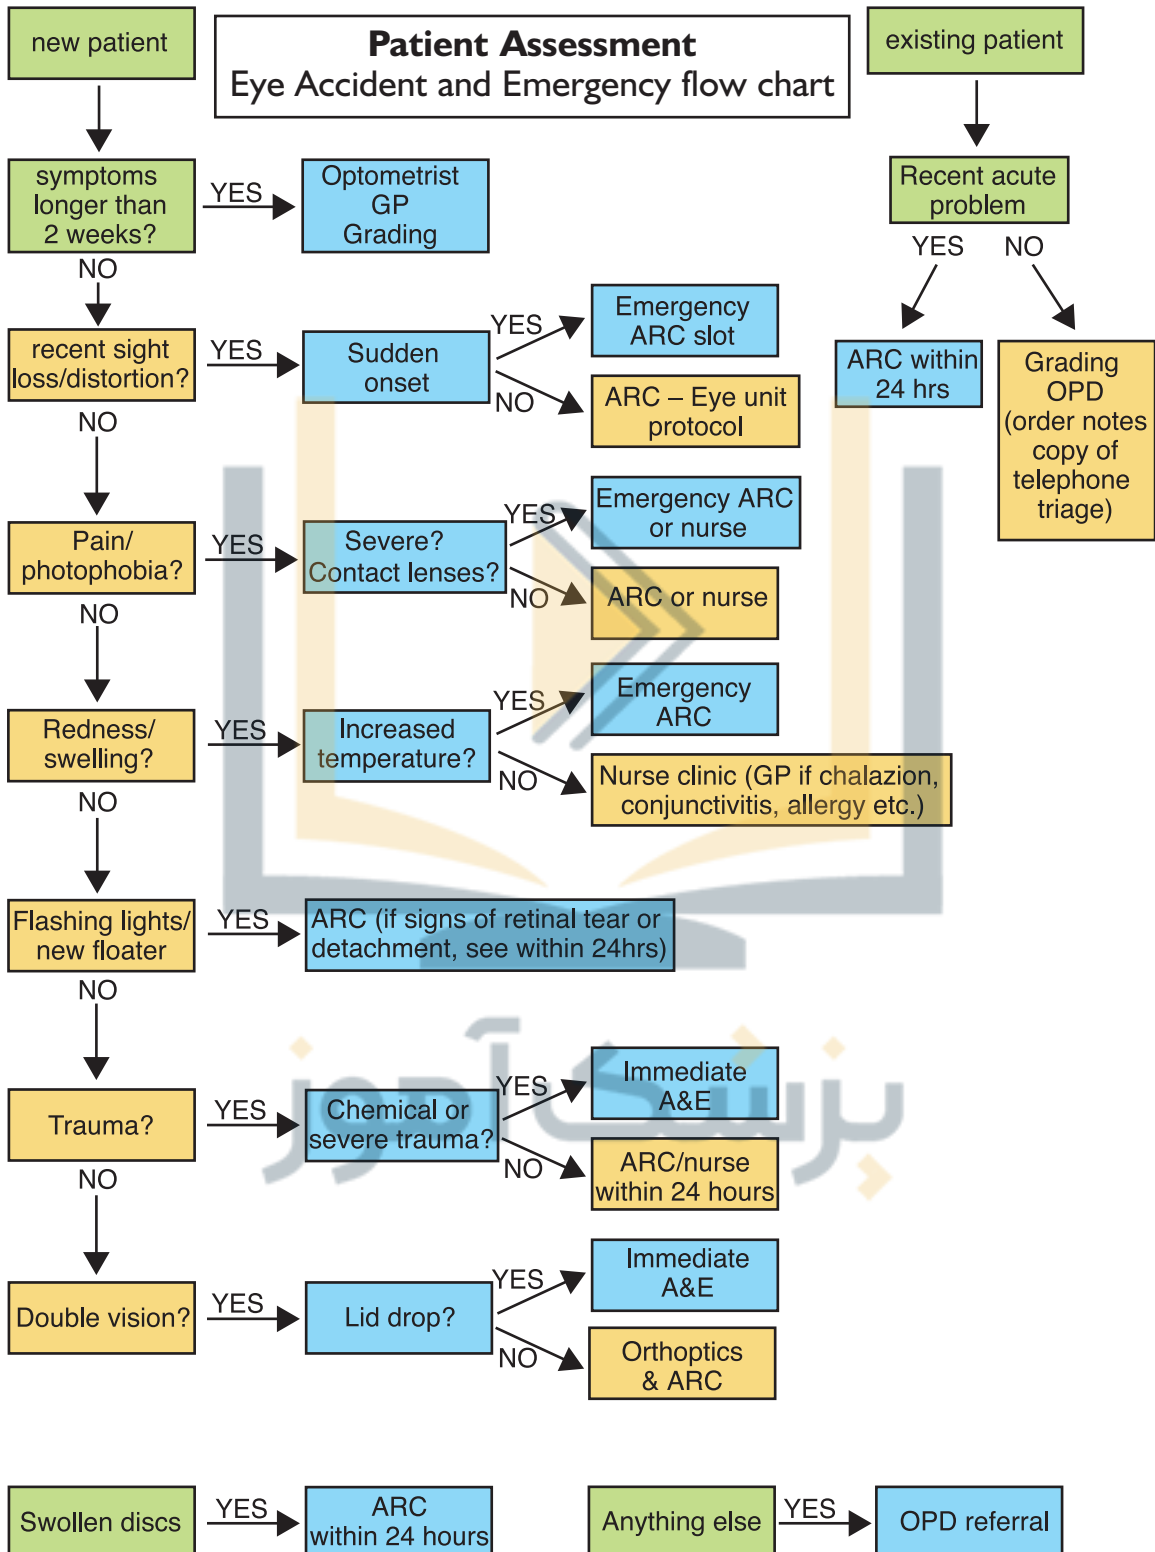 new patient
Patient Assessment
Eye Accident and Emergency flow chart
existing patient
symptoms
longer than
2 weeks?
YES
Optometrist
GP
Grading
Recent acute
problem
YES
NO
NO
recent sight
loss/distortion?
YES
Sudden
onset
YES
Emergency
ARC slot
NO
ARC – Eye unit
protocol
ARC within
24 hrs
Grading
OPD
(order notes
copy of
telephone
triage)
NO
Pain/
photophobia?
YES
Severe?
Contact lenses?
YES
Emergency ARC
or nurse
NO
ARC or nurse
NO
Redness/
swelling?
YES
Increased
temperature?
YES
Emergency
ARC
NO
Nurse clinic (GP if chalazion,
conjunctivitis, allergy etc.)
NO
Flashing lights/
new floater
YES
ARC (if signs of retinal tear or
detachment, see within 24hrs)
NO
پزشک آموز
Trauma?
YES
Chemical or
severe trauma?
YES
Immediate
A&E
NO
ARC/nurse
within 24 hours
NO
Double vision?
YES
Lid drop?
YES
Immediate
A&E
NO
Orthoptics
& ARC
Swollen discs
YES
ARC
within 24 hours
Anything else
YES
OPD referral